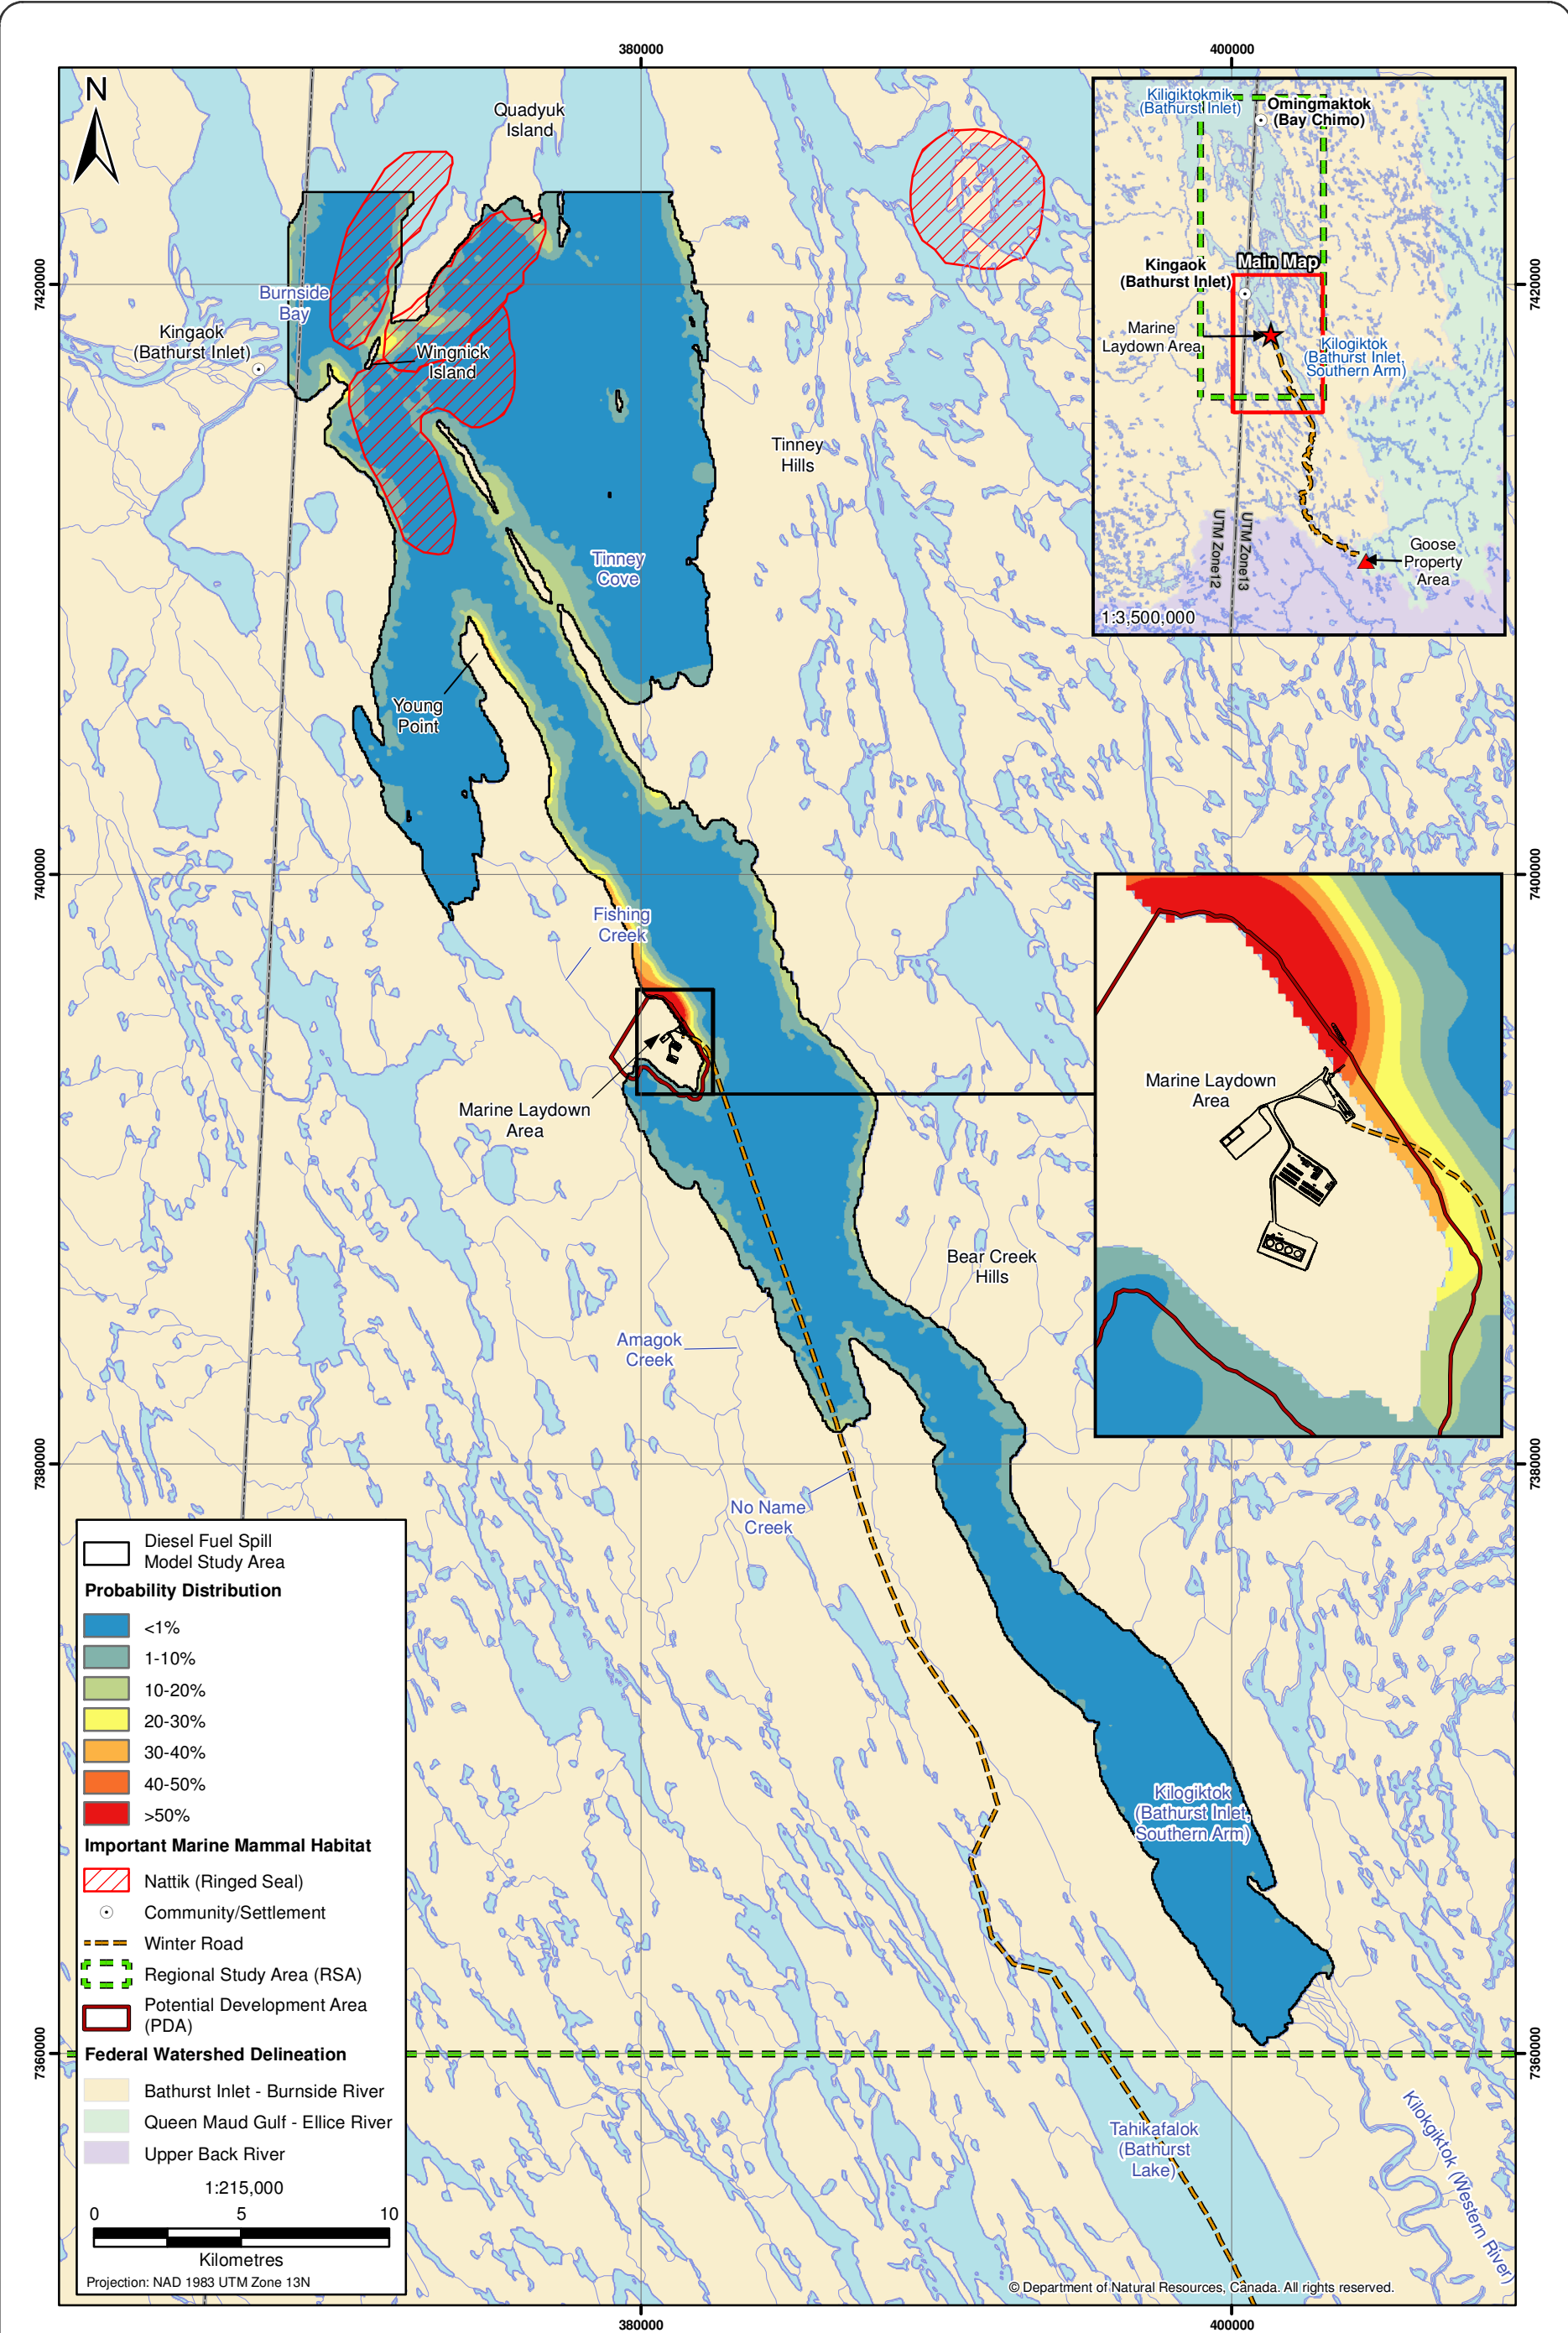 380000
400000
N
Quadyuk
Island
Kiligiktokmik
(Bathurst Inlet)
Omingmaktok
(Bay Chimo)
Main Map
Kingaok
(Bathurst Inlet)
Marine
Laydown Area
Kilogiktok
(Bathurst Inlet,
Southern Arm)
UTM Zone12
UTM Zone13
Goose
Property
Area
1:3,500,000
7420000
7420000
Burnside
Bay
Kingaok
(Bathurst Inlet)
Wingnick
Island
Tinney
Hills
Tinney
Cove
Young
Point
7400000
7400000
Fishing
Creek
Marine Laydown
Area
Marine Laydown
Area
Bear Creek
Hills
Amagok
Creek
7380000
7380000
No Name
Creek
Kilogiktok
(Bathurst Inlet,
Southern Arm)
7360000
7360000
Tahikafalok
(Bathurst
Lake)
Kilokgiktok (Western River)
Diesel Fuel Spill
Model Study Area
Probability Distribution
<1%
1-10%
10-20%
20-30%
30-40%
40-50%
>50%
Important Marine Mammal Habitat
Nattik (Ringed Seal)
Community/Settlement
Winter Road
Regional Study Area (RSA)
Potential Development Area
(PDA)
Federal Watershed Delineation
Bathurst Inlet - Burnside River
Queen Maud Gulf - Ellice River
Upper Back River
1:215,000
0 5 10
Kilometres
Projection: NAD 1983 UTM Zone 13N
© Department of Natural Resources, Canada. All rights reserved.
380000
400000